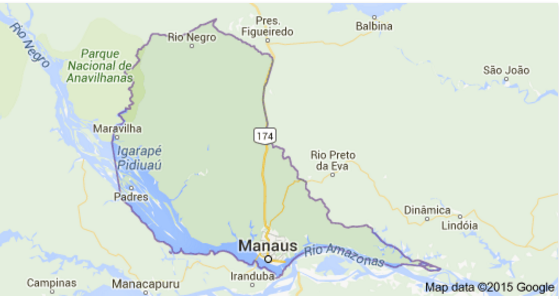 Rio Negro
Rio Negro
Pres.
Figueiredo
Balbina
Parque
Nacional de
Anavilhanas
São João
Maravilha
174
Igarapé
Pidiuaú
Rio Preto
da Eva
Padres
Dinâmica
Lindóia
Manaus
Rio Amazonas
Iranduba
Campinas
Manacapuru
Map data ©2015 Google